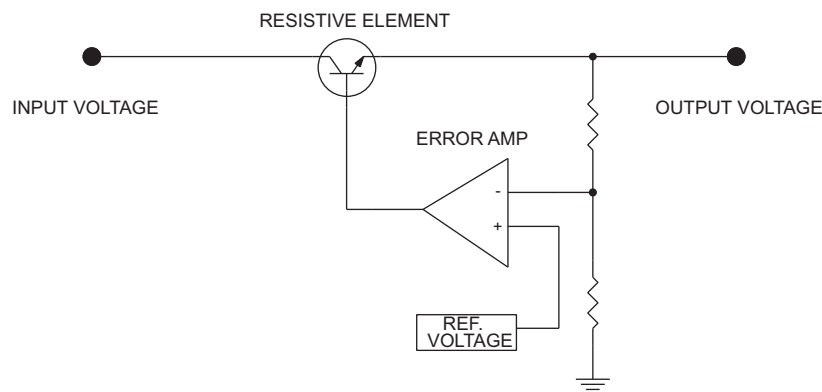 RESISTIVE ELEMENT
INPUT VOLTAGE
OUTPUT VOLTAGE
ERROR AMP
-
+
REF.
VOLTAGE